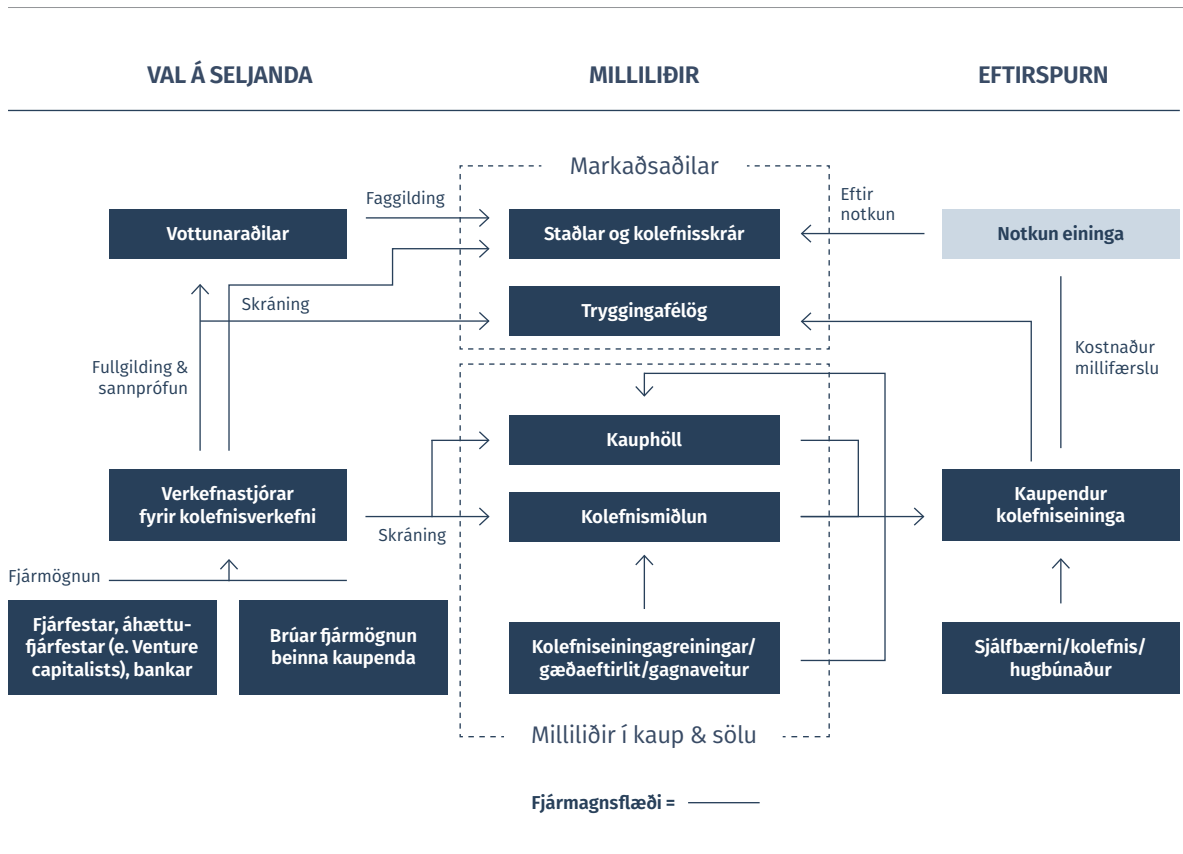 VAL Á SELJANDA
MILLILIÐIR
EFTIRSPURN
Markaðsaðilar
Faggilding
Eftir
notkun
Vottunaraðilar
Staðlar og kolefnisskrár
Notkun eininga
Skráning
Tryggingafélög
Fullgilding &
sannprófun
Kostnaður
millifærslu
Kauphöll
Verkefnastjórar
fyrir kolefnisverkefni
Skráning
Kolefnismiðlun
Kaupendur
kolefniseininga
Fjármögnun
Fjárfestar, áhættu-
fjárfestar (e. Venture
capitalists), bankar
Brúar fjármögnun
beinna kaupenda
Kolefniseiningagreiningar/
gæðaeftirlit/gagnaveitur
Sjálfbærni/kolefnis/
hugbúnaður
Milliliðir í kaup & sölu
Fjármagnsflæði =